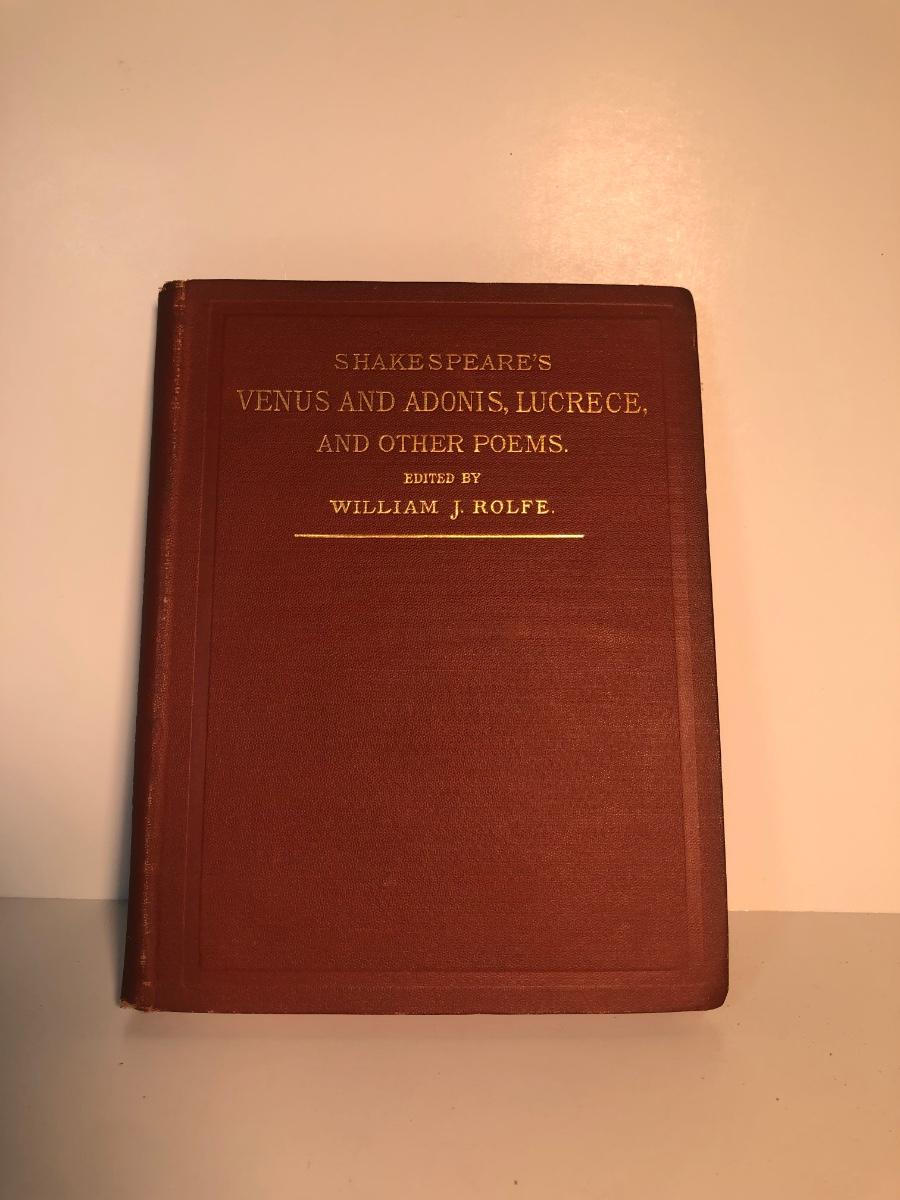 SHAKESPEARE'S
VENUS AND ADONIS, LUCRECE,
AND OTHER POEMS.
EDITED BY
WILLIAM J. ROLFE.